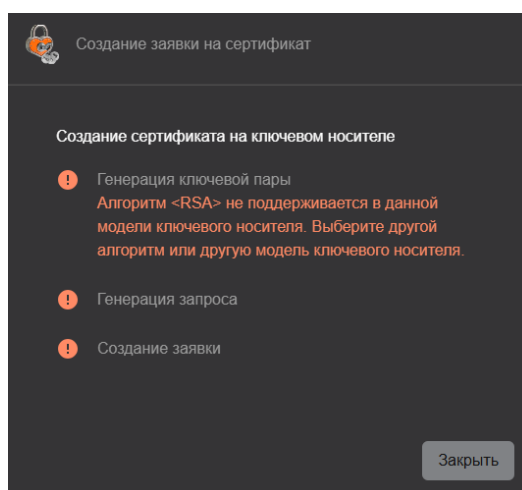 Создание заявки на сертификат
Создание сертификата на ключевом носителе
Генерация ключевой пары
Алгоритм <RSA> не поддерживается в данной
модели ключевого носителя. Выберите другой
алгоритм или другую модель ключевого носителя.
Генерация запроса
Создание заявки
Закрыть